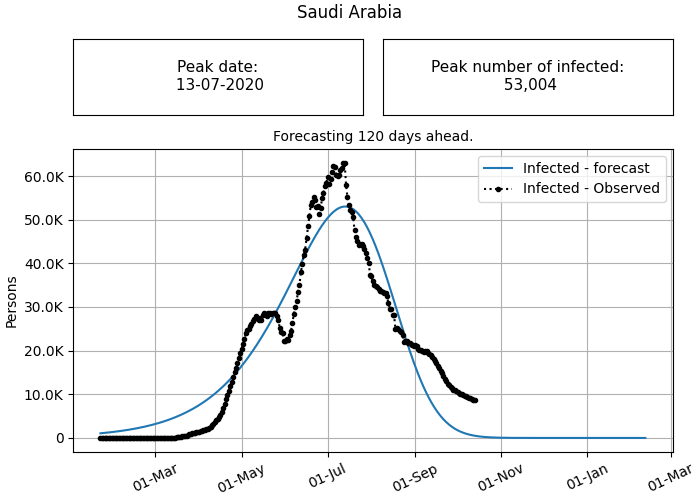 Saudi Arabia
Peak date:
13-07-2020
Peak number of infected:
53,004
Forecasting 120 days ahead.
Infected - forecast
Infected - Observed
Persons
60.0K
50.0K
40.0K
30.0K
20.0K
10.0K
0
01-Mar
01-May
01-Jul
01-Sep
01-Nov
01-Jan
01-Mar